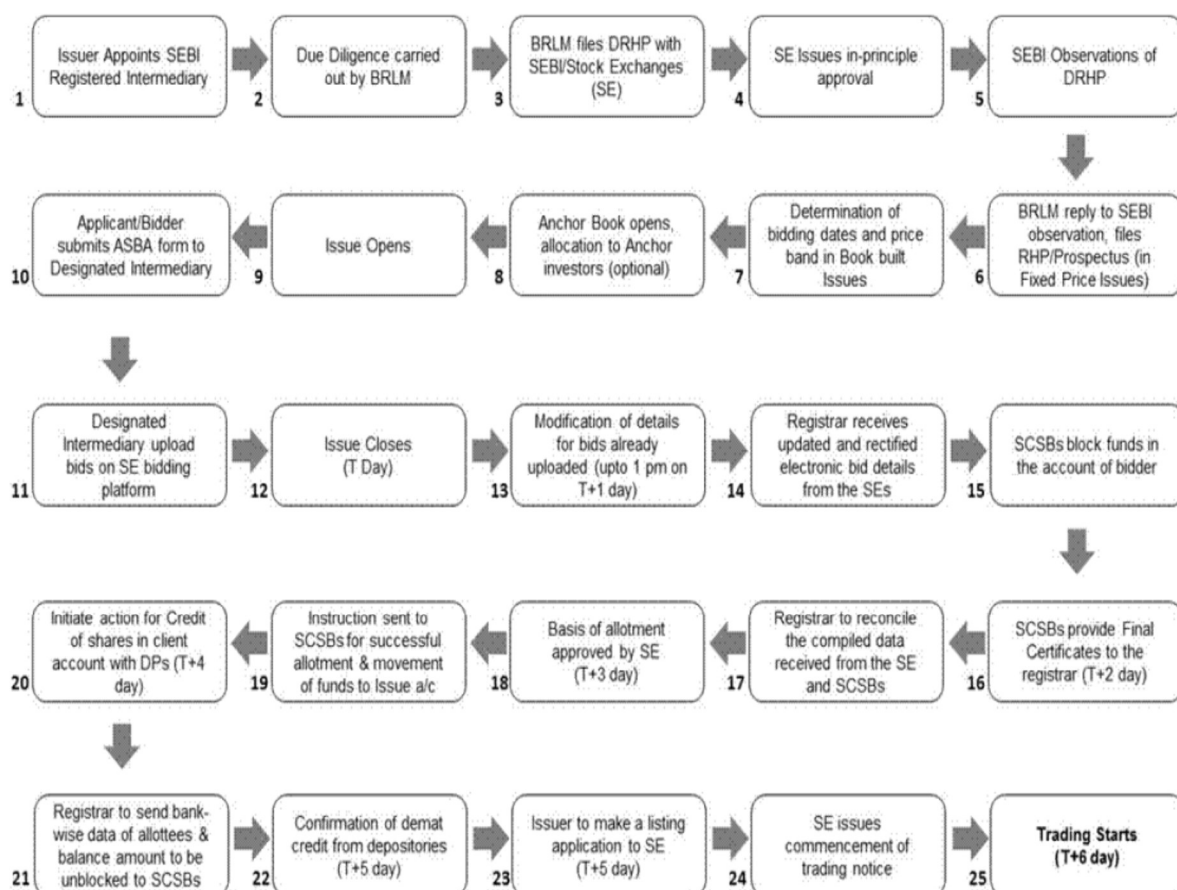 Issuer Appoints SEBI
Registered Intermediary
1
Due Diligence carried
out by BRLM
2
BRLM files DRHP with
SEBI/Stock Exchanges
(SE)
3
SE Issues in-principle
approval
4
SEBI Observations of
DRHP
5
BRLM reply to SEBI
observation, files
RHP/Prospectus (in
Fixed Price Issues)
6
Determination of
bidding dates and price
band in Book built
Issues
7
Anchor Book opens,
allocation to Anchor
investors (optional)
8
Issue Opens
9
Applicant/Bidder
submits ASBA form to
Designated Intermediary
10
Designated
Intermediary upload
bids on SE bidding
platform
11
Issue Closes
(T Day)
12
Modification of details
for bids already
uploaded (upto 1 pm on
T+1 day)
13
Registrar receives
updated and rectified
electronic bid details
from the SEs
14
SCSBs block funds in
the account of bidder
15
SCSBs provide Final
Certificates to the
registrar (T+2 day)
16
Registrar to reconcile
the compiled data
received from the SE
and SCSBs
17
Basis of allotment
approved by SE
(T+3 day)
18
Instruction sent to
SCSBs for successful
allotment & movement
of funds to Issue a/c
19
Initiate action for Credit
of shares in client
account with DPs (T+4
day)
20
Registrar to send bank-
wise data of allottees &
balance amount to be
unblocked to SCSBs
21
Confirmation of demat
credit from depositories
(T+5 day)
22
Issuer to make a listing
application to SE
(T+5 day)
23
SE issues
commencement of
trading notice
24
Trading Starts
(T+6 day)
25